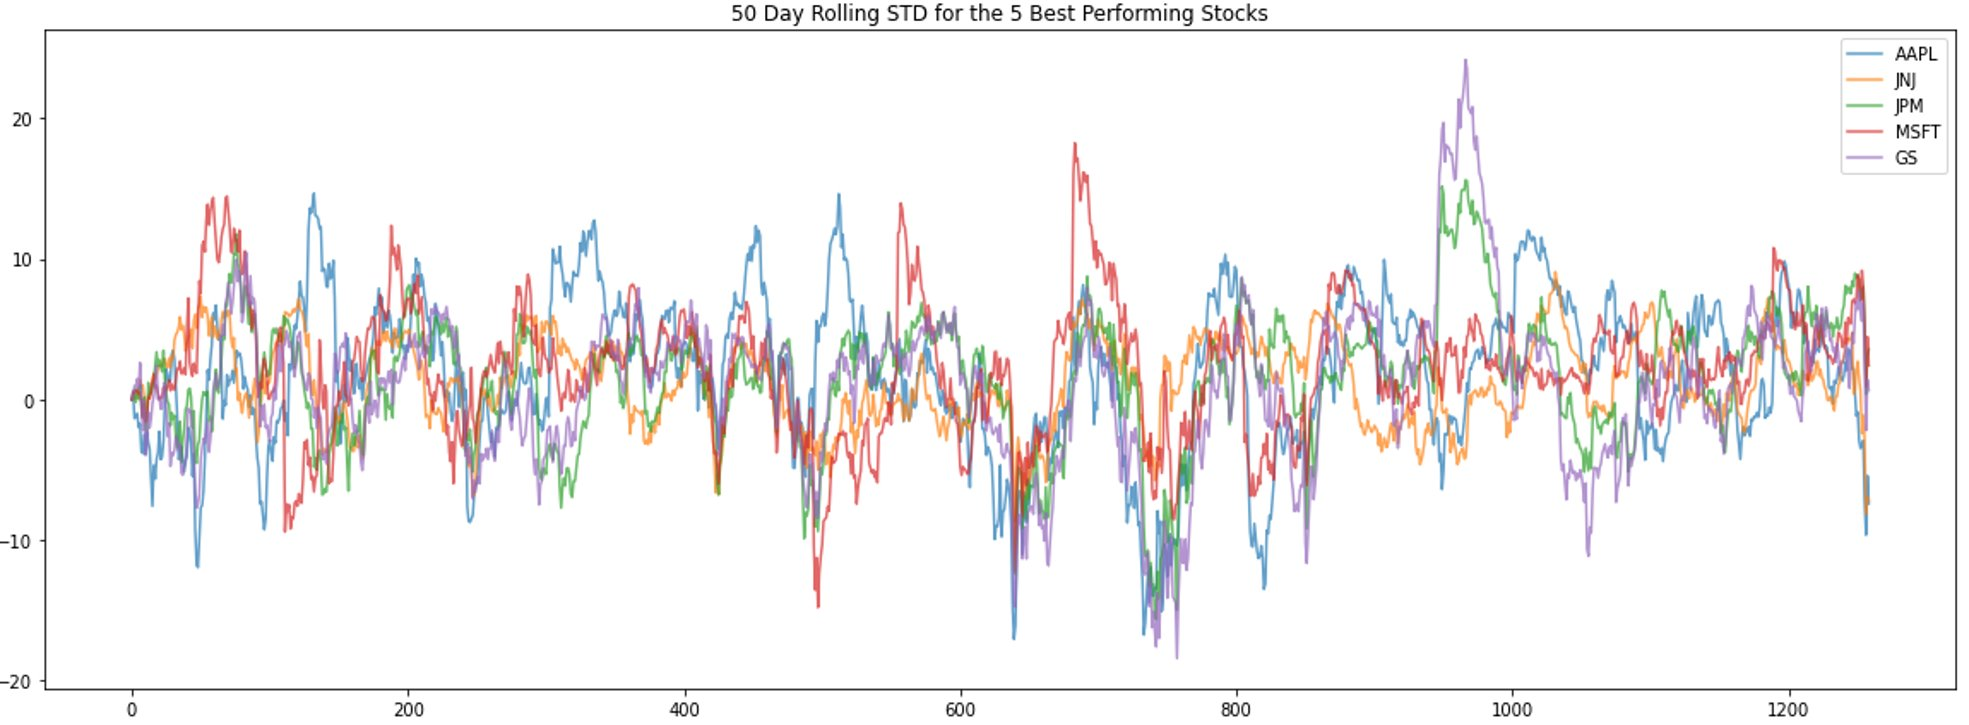 50 Day Rolling STD for the 5 Best Performing Stocks
AAPL
JNJ
JPM
MSFT
GS
20
10
0
−10
−20
0 200 400 600 800 1000 1200